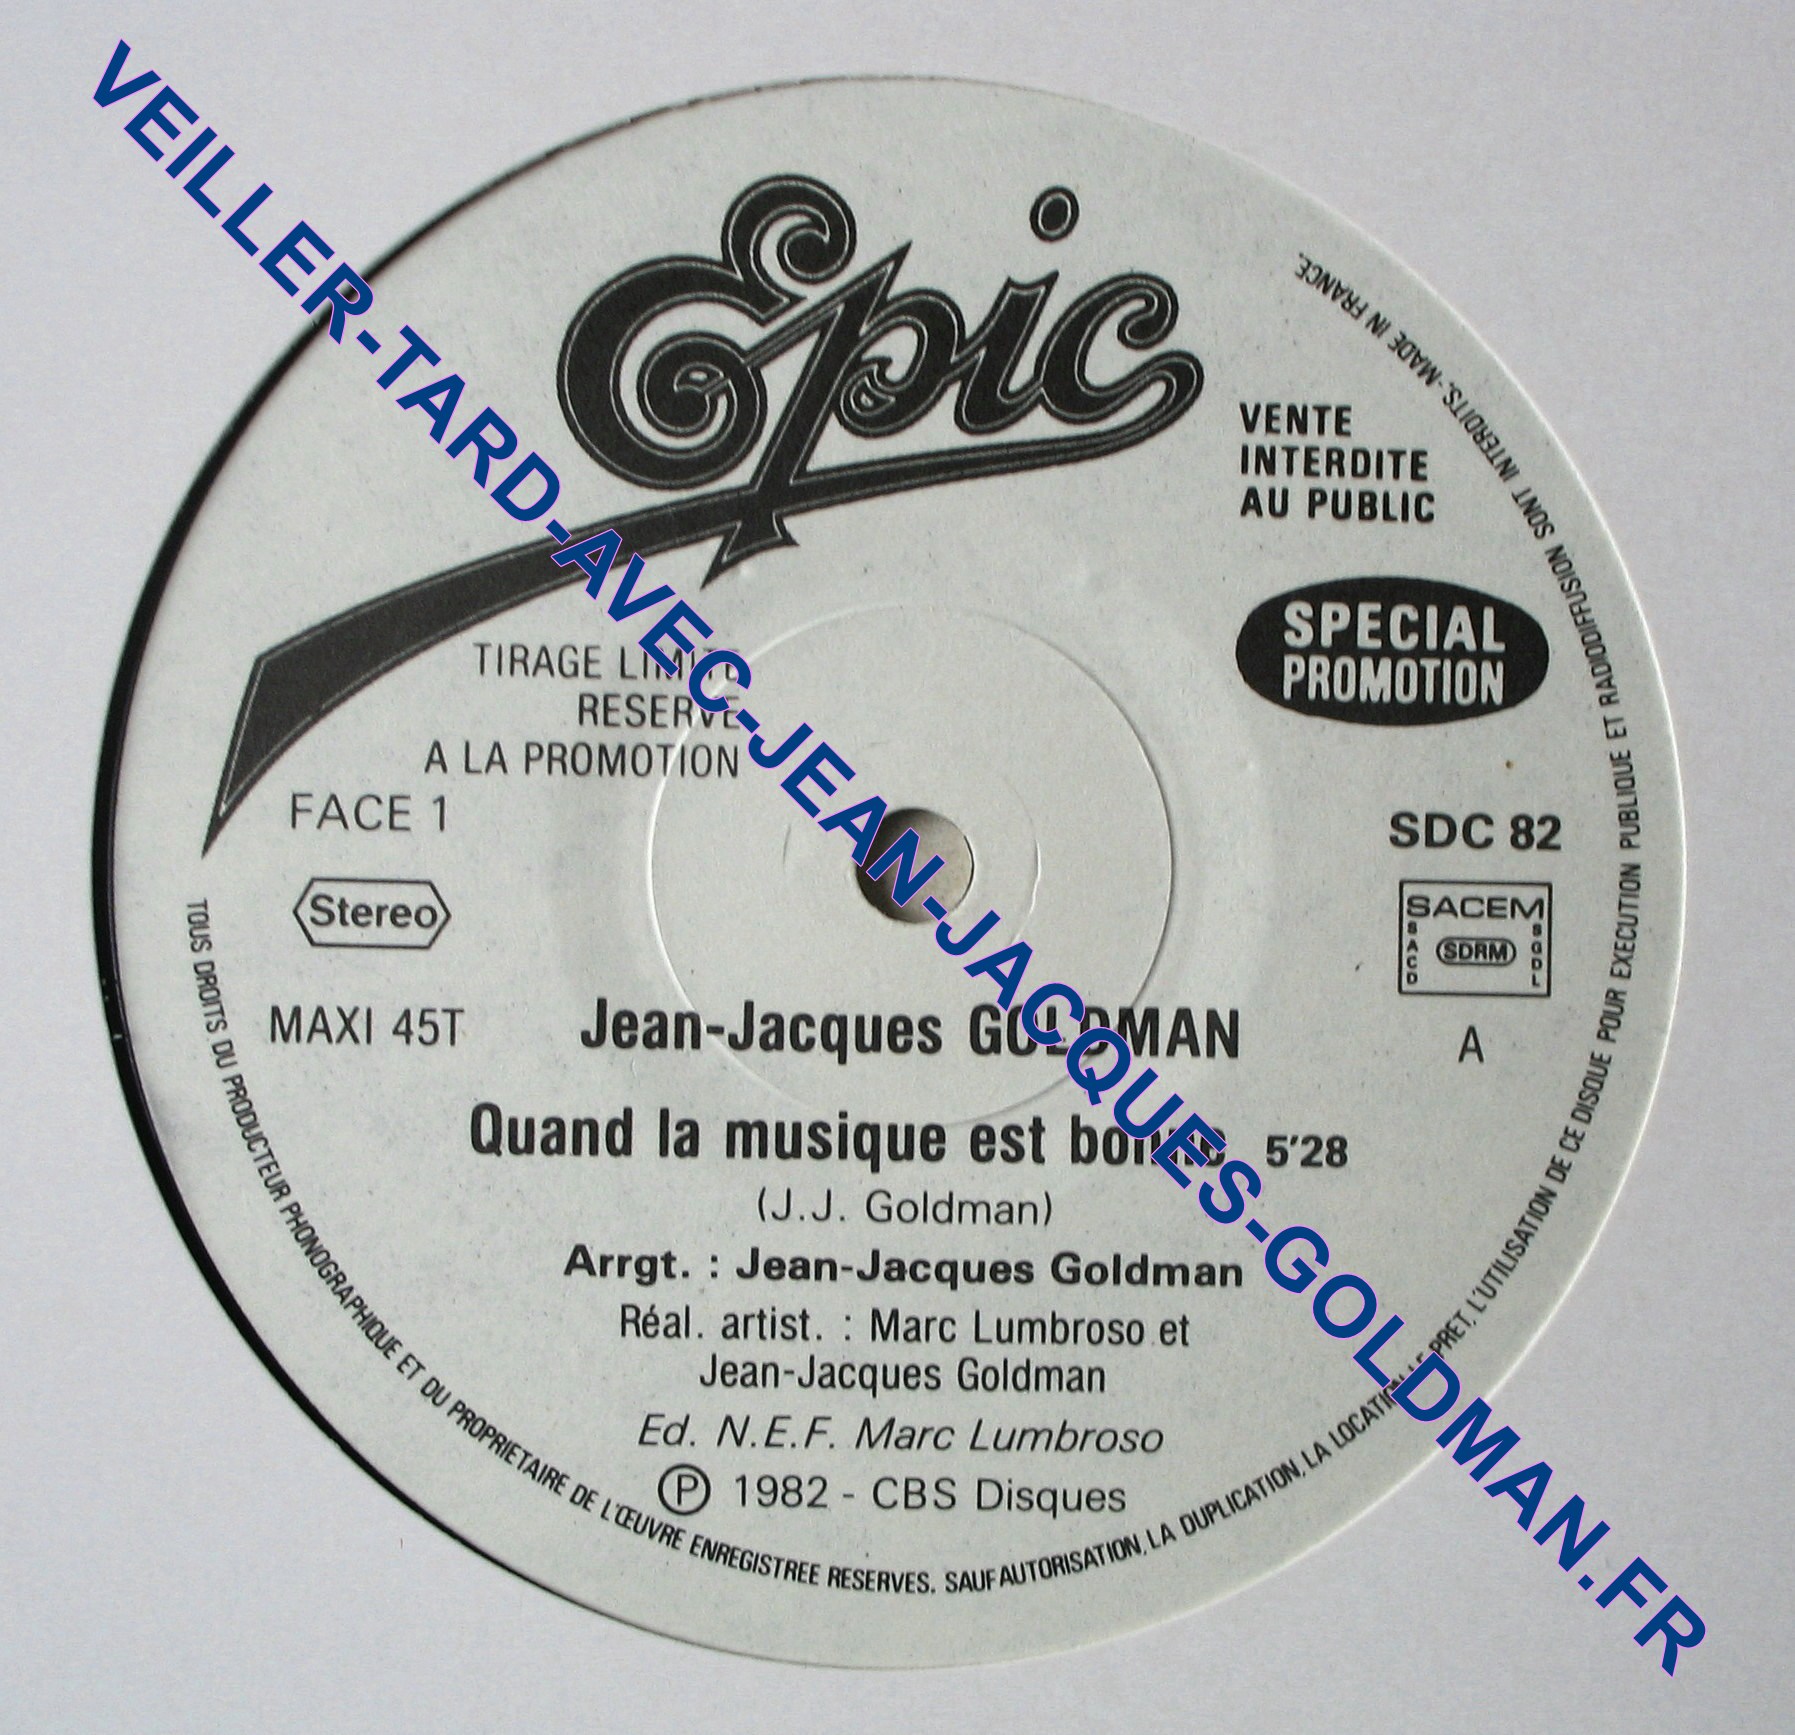 VEILLER-TARD-AVEC-JEAN-JACQUES-GOLDMAN.FR
Epic
VENTE
INTERDITE
AU PUBLIC
SPECIAL
PROMOTION
TIRAGE LIMITE
RESERVE
A LA PROMOTION
FACE 1
SDC 82
Stereo
SACEM
SACD
SDRM
SGDL
MAXI 45T
A
Jean-Jacques GOLDMAN
Quand la musique est bonne 5'28
(J.J. Goldman)
Arrgt. : Jean-Jacques Goldman
Réal. artist. : Marc Lumbroso et
Jean-Jacques Goldman
Ed. N.E.F. Marc Lumbroso
Ⓟ 1982 - CBS Disques
TOUS DROITS DU PRODUCTEUR PHONOGRAPHIQUE ET DU PROPRIETAIRE DE L'ŒUVRE ENREGISTREE RESERVES. SAUF AUTORISATION, LA DUPLICATION, LA LOCATION, LE PRET, L'UTILISATION DE CE DISQUE POUR EXECUTION PUBLIQUE ET RADIODIFFUSION SONT INTERDITS.-MADE IN FRANCE.